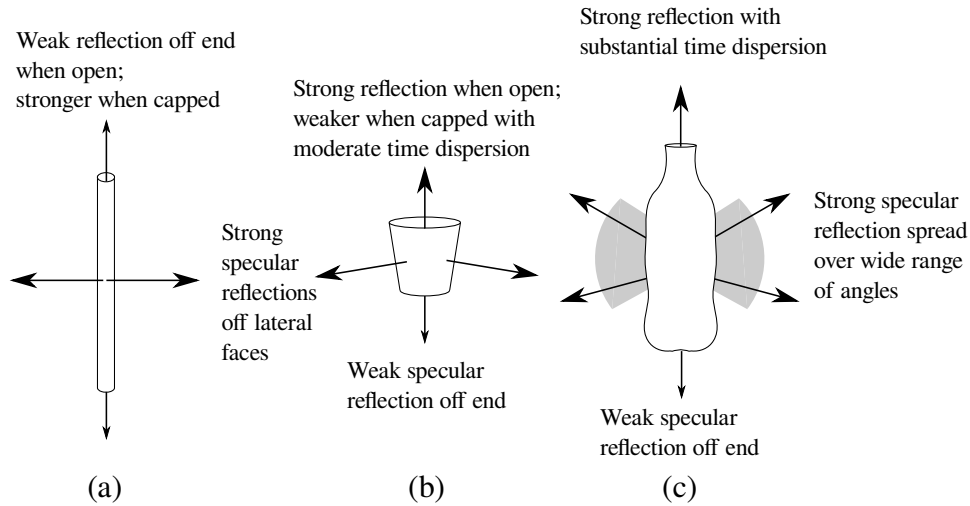 Weak reflection off end
when open;
stronger when capped
Strong
specular
reflections
off lateral
faces
(a)
Strong reflection when open;
weaker when capped with
moderate time dispersion
Weak specular
reflection off end
(b)
Strong reflection with
substantial time dispersion
Strong specular
reflection spread
over wide range
of angles
Weak specular
reflection off end
(c)